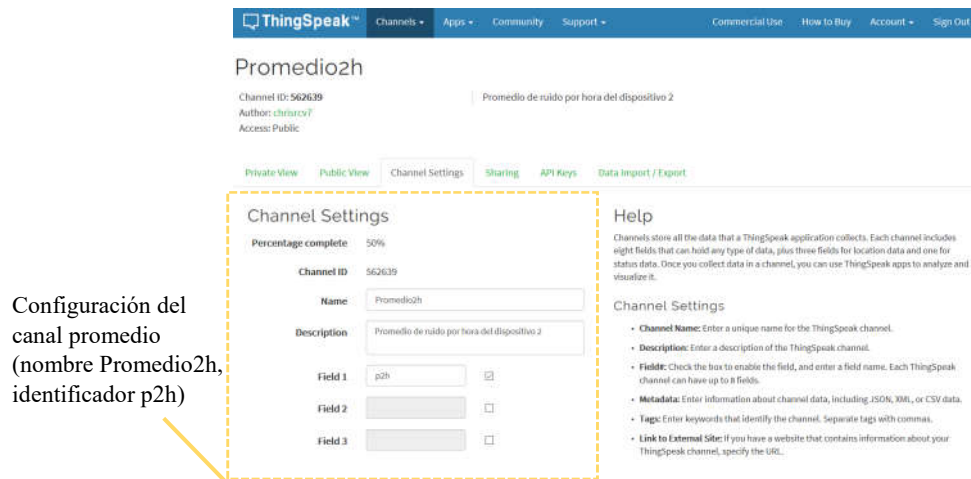 ThingSpeak™ Channels Apps Community Support Commercial Use How to Buy Account Sign Out
Promedio2h
Channel ID: 562639
Author: chrisrcv7
Access: Public
Promedio de ruido por hora del dispositivo 2
Private View Public View Channel Settings Sharing API Keys Data Import / Export
Configuración del
canal promedio
(nombre Promedio2h,
identificador p2h)
Channel Settings
Percentage complete 50%
Channel ID 562639
Name Promedio2h
Description Promedio de ruido por hora del dispositivo 2
Field 1 p2h
Field 2
Field 3
Help
Channels store all the data that a ThingSpeak application collects. Each channel includes
eight fields that can hold any type of data, plus three fields for location data and one for
status data. Once you collect data in a channel, you can use ThingSpeak apps to analyze and
visualize it.
Channel Settings
• Channel Name: Enter a unique name for the ThingSpeak channel.
• Description: Enter a description of the ThingSpeak channel.
• Field#: Check the box to enable the field, and enter a field name. Each ThingSpeak
channel can have up to 8 fields.
• Metadata: Enter information about channel data, including JSON, XML, or CSV data.
• Tags: Enter keywords that identify the channel. Separate tags with commas.
• Link to External Site: If you have a website that contains information about your
ThingSpeak channel, specify the URL.